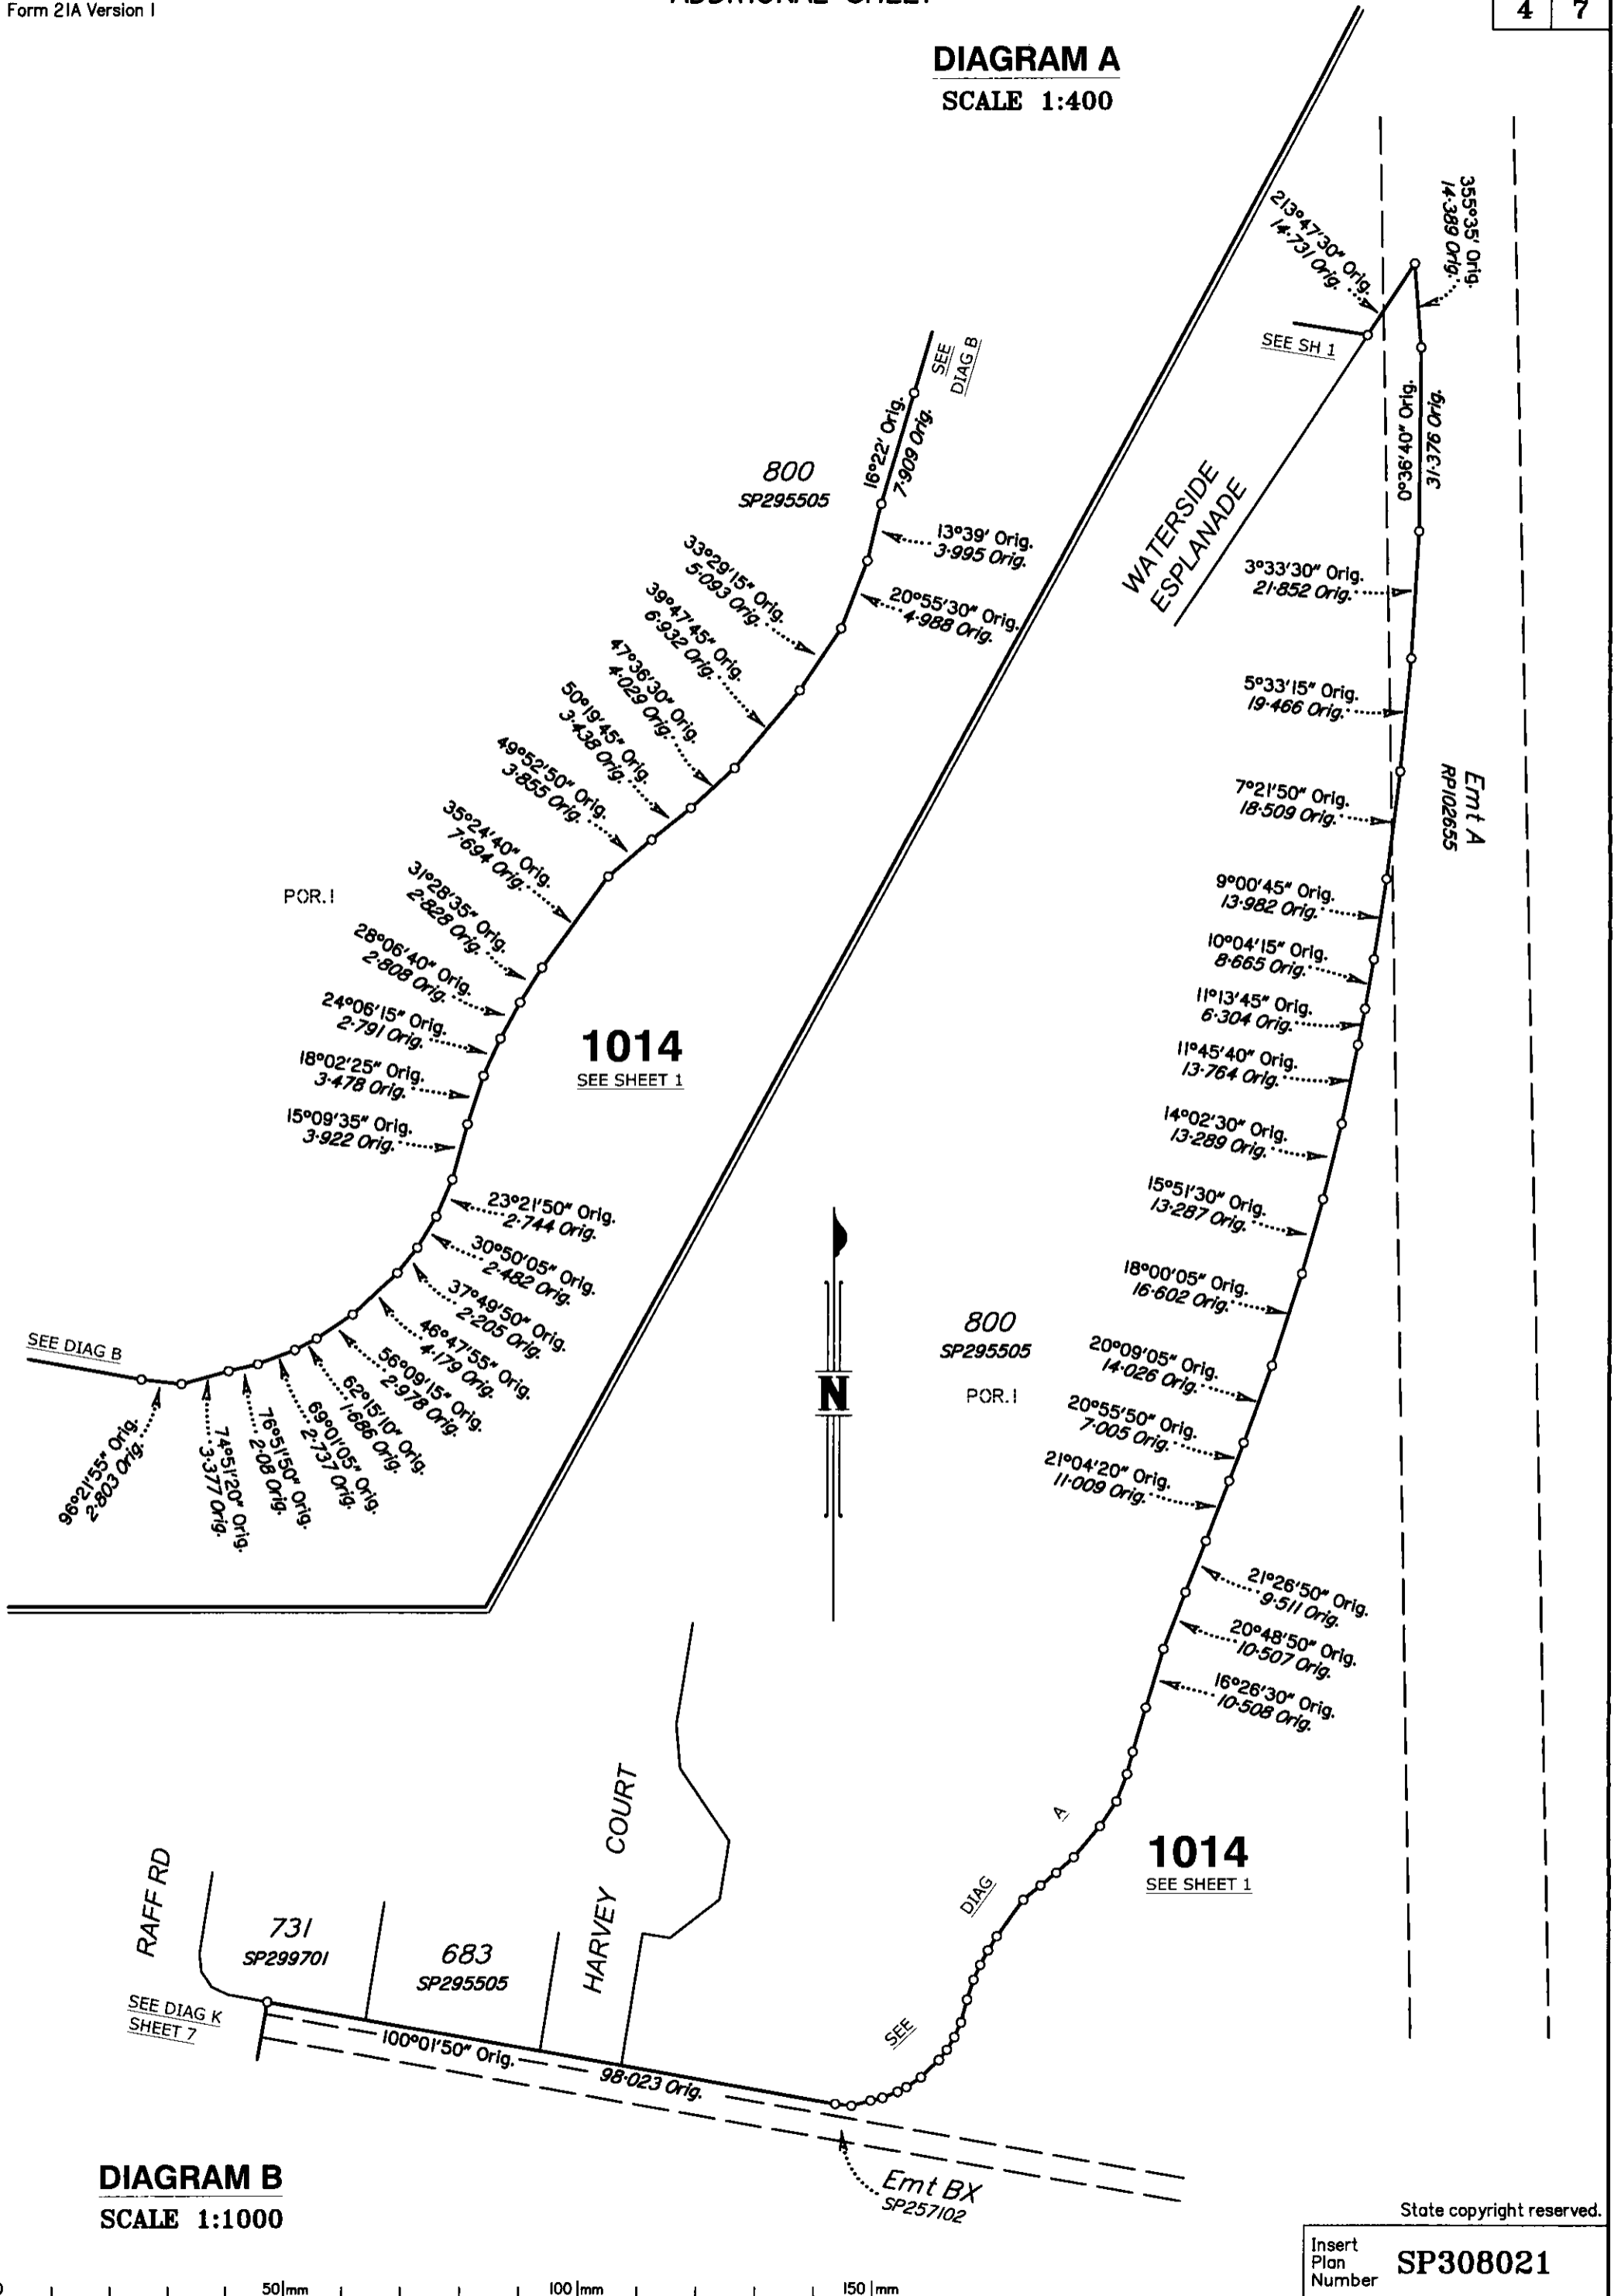 Form 21A Version 1
ADDITIONAL SHEET
4 7
DIAGRAM A
SCALE 1:400
SEE
DIAG B
16°22' Orig.
7·909 Orig.
800
SP295505
13°39' Orig.
3·995 Orig.
20°55'30" Orig.
4·988 Orig.
33°29'15" Orig.
5·093 Orig.
39°47'45" Orig.
6·932 Orig.
47°36'30" Orig.
4·029 Orig.
50°19'45" Orig.
3·438 Orig.
49°52'50" Orig.
3·855 Orig.
35°24'40" Orig.
7·694 Orig.
31°28'35" Orig.
2·828 Orig.
28°06'40" Orig.
2·808 Orig.
24°06'15" Orig.
2·791 Orig.
18°02'25" Orig.
3·478 Orig.
15°09'35" Orig.
3·922 Orig.
POR.1
1014
SEE SHEET 1
23°21'50" Orig.
2·744 Orig.
30°50'05" Orig.
2·482 Orig.
37°49'50" Orig.
2·205 Orig.
46°47'55" Orig.
4·179 Orig.
56°09'15" Orig.
2·978 Orig.
62°15'10" Orig.
1·686 Orig.
69°01'05" Orig.
2·737 Orig.
76°51'50" Orig.
2·08 Orig.
74°51'20" Orig.
3·377 Orig.
96°21'55" Orig.
2·803 Orig.
SEE DIAG B
213°47'30" Orig.
14·731 Orig.
355°35' Orig.
14·389 Orig.
SEE SH 1
WATERSIDE
ESPLANADE
0°36'40" Orig.
31·376 Orig.
3°33'30" Orig.
21·852 Orig.
5°33'15" Orig.
19·466 Orig.
Emt A
RP102655
7°21'50" Orig.
18·509 Orig.
9°00'45" Orig.
13·982 Orig.
10°04'15" Orig.
8·665 Orig.
11°13'45" Orig.
6·304 Orig.
11°45'40" Orig.
13·764 Orig.
14°02'30" Orig.
13·289 Orig.
15°51'30" Orig.
13·287 Orig.
18°00'05" Orig.
16·602 Orig.
20°09'05" Orig.
14·026 Orig.
20°55'50" Orig.
7·005 Orig.
21°04'20" Orig.
11·009 Orig.
21°26'50" Orig.
9·511 Orig.
20°48'50" Orig.
10·507 Orig.
16°26'30" Orig.
10·508 Orig.
800
SP295505
POR.1
N
1014
SEE SHEET 1
SEE DIAG A
RAFF RD
731
SP299701
683
SP295505
HARVEY COURT
SEE DIAG K
SHEET 7
100°01'50" Orig.
98·023 Orig.
Emt BX
SP257102
DIAGRAM B
SCALE 1:1000
State copyright reserved.
Insert
Plan
Number
SP308021
0 50 mm 100 mm 150 mm